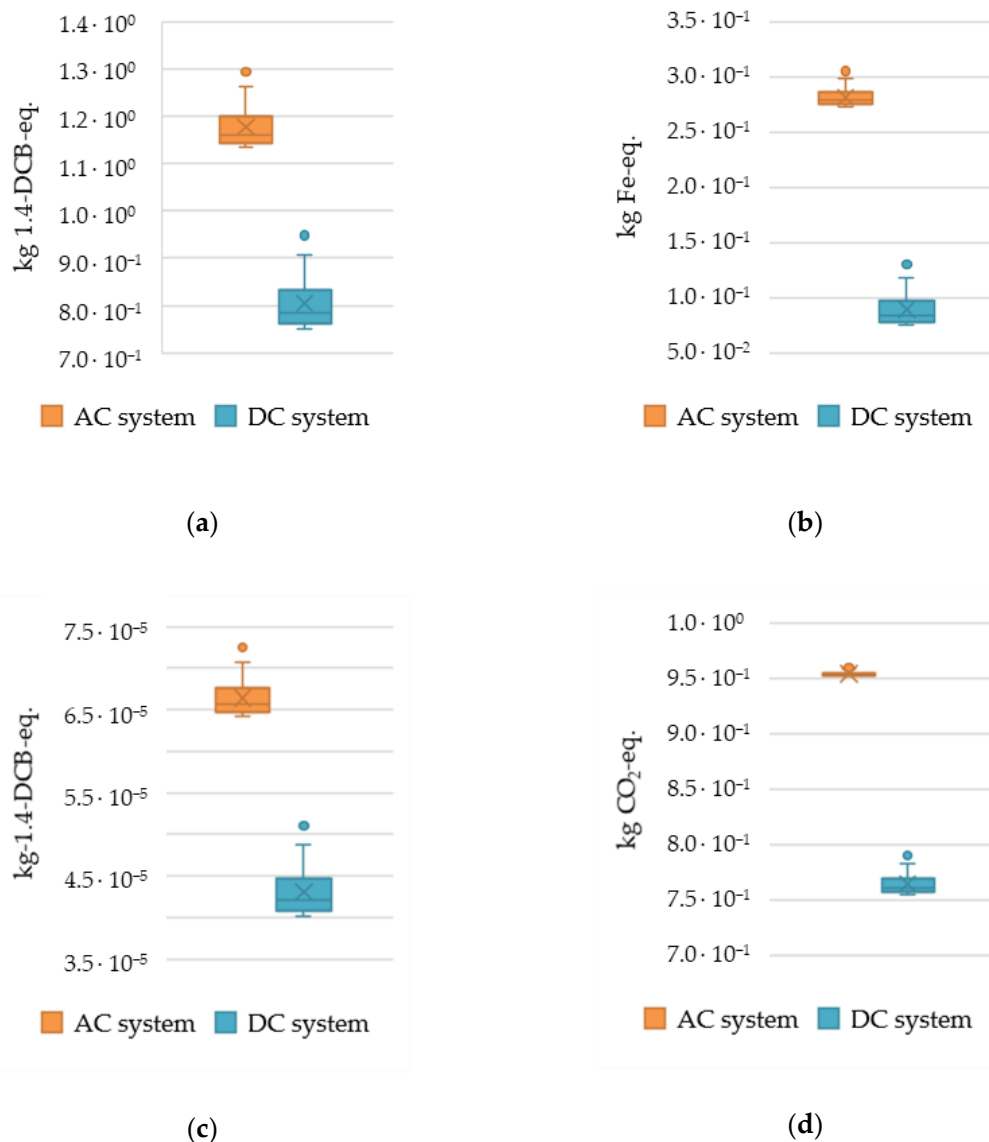 kg 1.4-DCB-eq.
1.4 · 10⁰
1.3 · 10⁰
1.2 · 10⁰
1.1 · 10⁰
1.0 · 10⁰
9.0 · 10⁻¹
8.0 · 10⁻¹
7.0 · 10⁻¹
AC system DC system
(a)
kg Fe-eq.
3.5 · 10⁻¹
3.0 · 10⁻¹
2.5 · 10⁻¹
2.0 · 10⁻¹
1.5 · 10⁻¹
1.0 · 10⁻¹
5.0 · 10⁻²
AC system DC system
(b)
kg-1.4-DCB-eq.
7.5 · 10⁻⁵
6.5 · 10⁻⁵
5.5 · 10⁻⁵
4.5 · 10⁻⁵
3.5 · 10⁻⁵
AC system DC system
(c)
kg CO₂-eq.
1.0 · 10⁰
9.5 · 10⁻¹
9.0 · 10⁻¹
8.5 · 10⁻¹
8.0 · 10⁻¹
7.5 · 10⁻¹
7.0 · 10⁻¹
AC system DC system
(d)